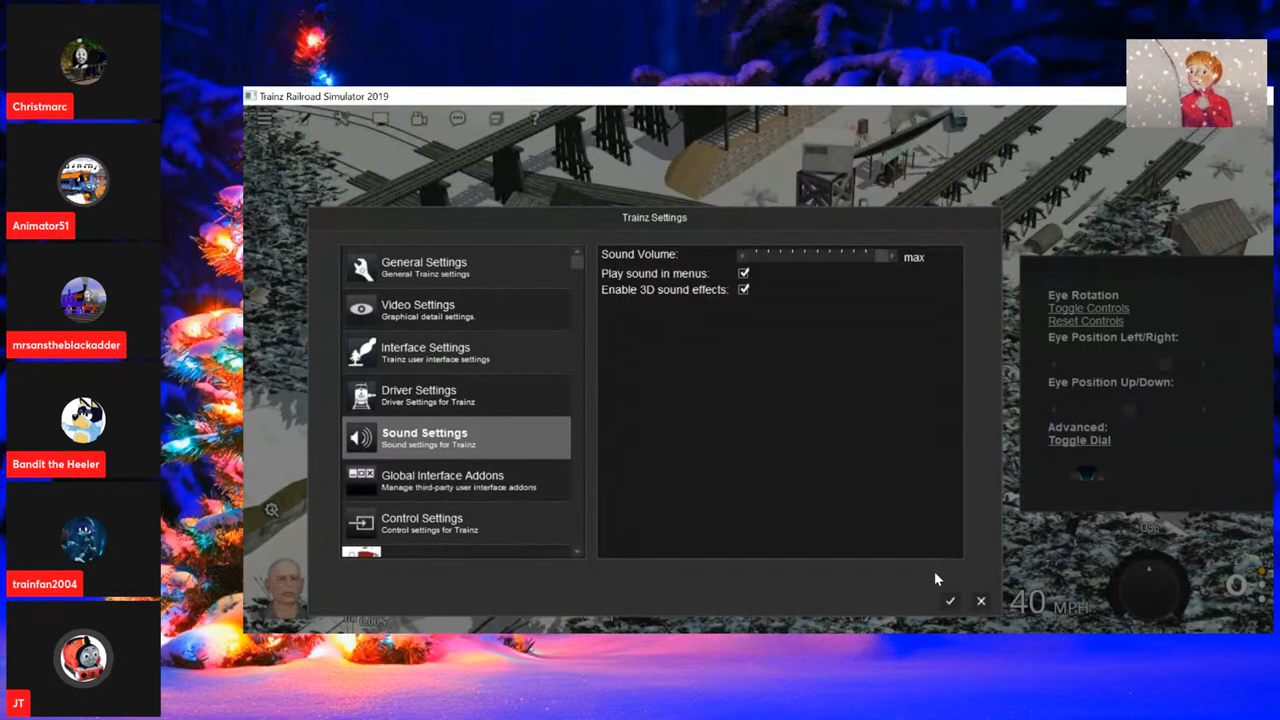 Christmarc
Animator51
mrsanstheblackadder
Bandit the Heeler
trainfan2004
JT
Trainz Railroad Simulator 2019
Trainz Settings
General Settings
General Trainz settings
Video Settings
Graphical detail settings.
Interface Settings
Trainz user interface settings
Driver Settings
Driver Settings for Trainz
Sound Settings
Sound settings for Trainz
Global Interface Addons
Manage third-party user interface addons
Control Settings
Control settings for Trainz
Sound Volume: max
Play sound in menus:
Enable 3D sound effects:
Eye Rotation
Toggle Controls
Reset Controls
Eye Position Left/Right:
Eye Position Up/Down:
Advanced:
Toggle Dial
0%
40 MPH
0